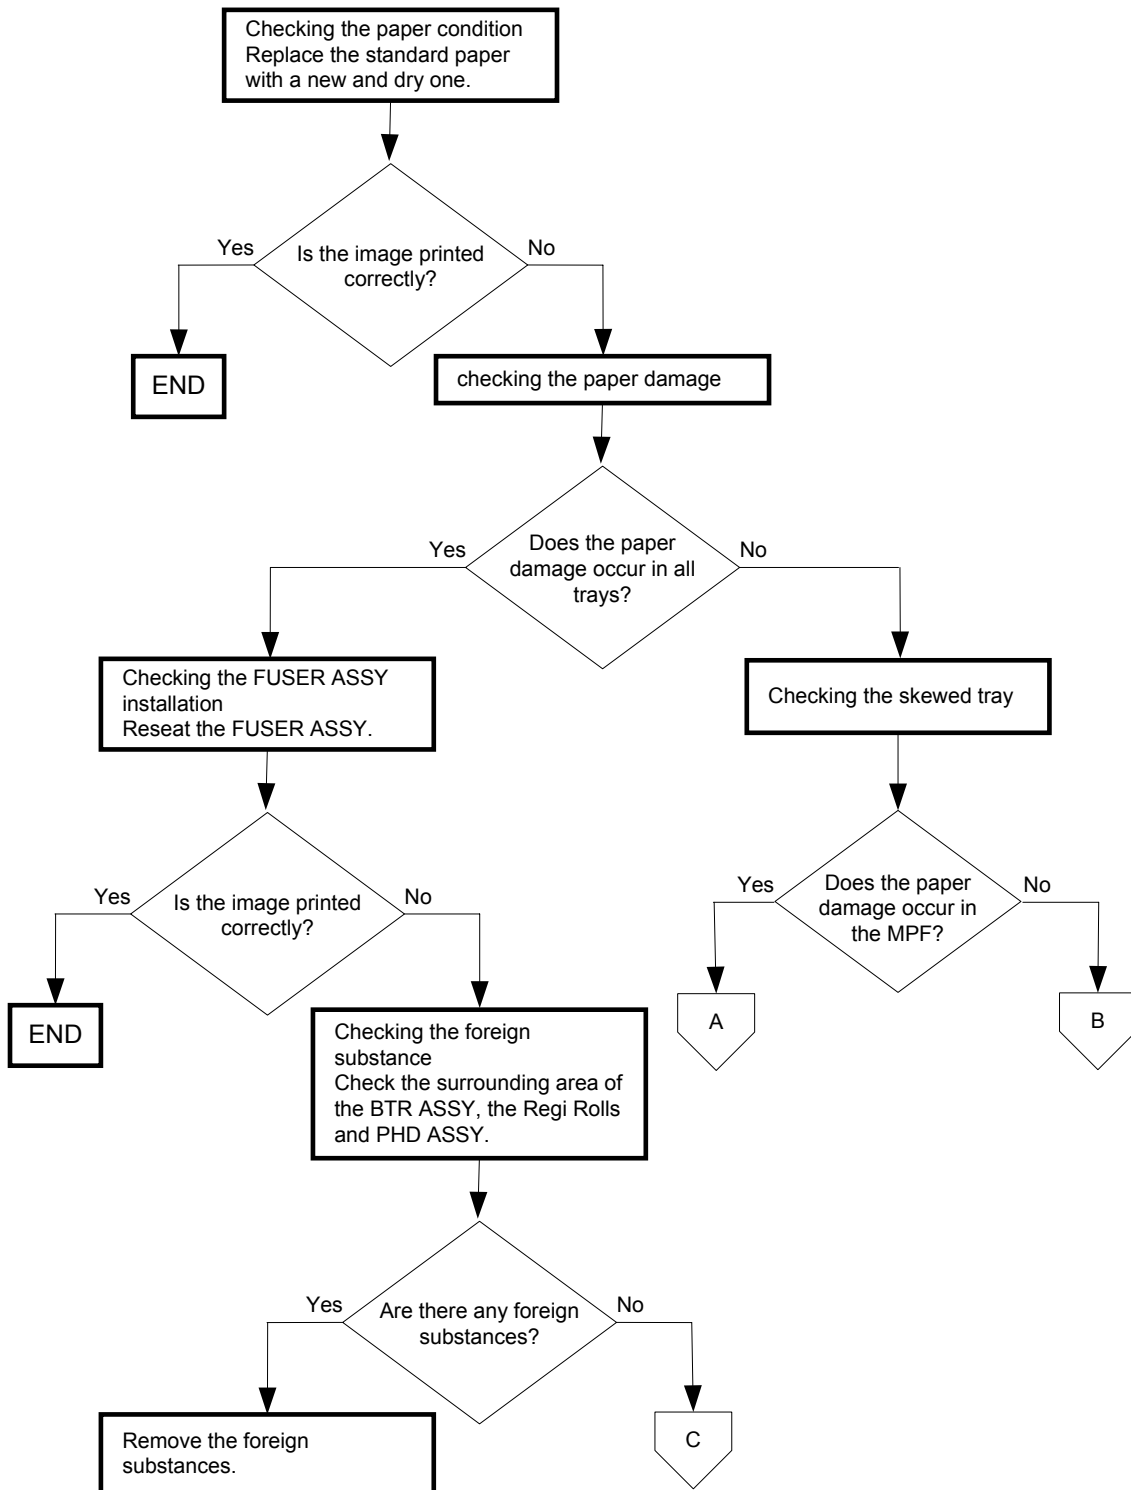 Checking the paper condition
Replace the standard paper
with a new and dry one.
Yes
Is the image printed
correctly?
No
END
checking the paper damage
Yes
Does the paper
damage occur in all
trays?
No
Checking the FUSER ASSY
installation
Reseat the FUSER ASSY.
Checking the skewed tray
Yes
Is the image printed
correctly?
No
Yes
Does the paper
damage occur in
the MPF?
No
END
Checking the foreign
substance
Check the surrounding area of
the BTR ASSY, the Regi Rolls
and PHD ASSY.
A
B
Yes
Are there any foreign
substances?
No
Remove the foreign
substances.
C